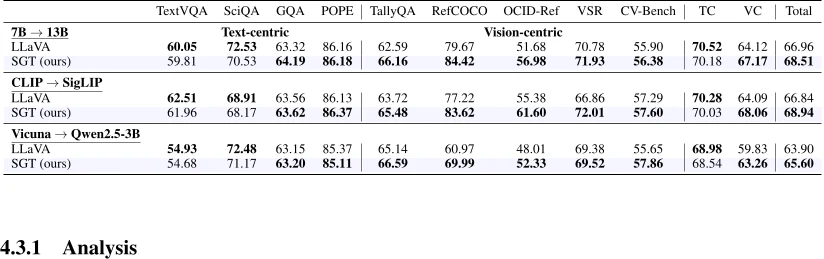 TextVQA SciQA GQA POPE TallyQA RefCOCO OCID-Ref VSR CV-Bench TC VC Total
7B → 13B Text-centric Vision-centric
LLaVA 60.05 72.53 63.32 86.16 62.59 79.67 51.68 70.78 55.90 70.52 64.12 66.96
SGT (ours) 59.81 70.53 64.19 86.18 66.16 84.42 56.98 71.93 56.38 70.18 67.17 68.51
CLIP → SigLIP
LLaVA 62.51 68.91 63.56 86.13 63.72 77.22 55.38 66.86 57.29 70.28 64.09 66.84
SGT (ours) 61.96 68.17 63.62 86.37 65.48 83.62 61.60 72.01 57.60 70.03 68.06 68.94
Vicuna → Qwen2.5-3B
LLaVA 54.93 72.48 63.15 85.37 65.14 60.97 48.01 69.38 55.65 68.98 59.83 63.90
SGT (ours) 54.68 71.17 63.20 85.11 66.59 69.99 52.33 69.52 57.86 68.54 63.26 65.60
4.3.1 Analysis